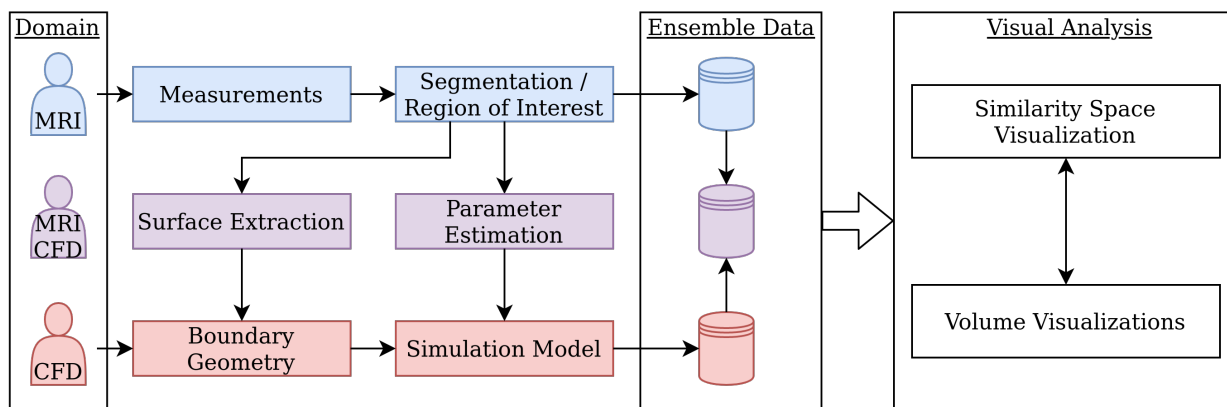 Domain
Ensemble Data
Visual Analysis
MRI
Measurements
Segmentation /
Region of Interest
Similarity Space
Visualization
MRI
CFD
Surface Extraction
Parameter
Estimation
CFD
Boundary
Geometry
Simulation Model
Volume Visualizations